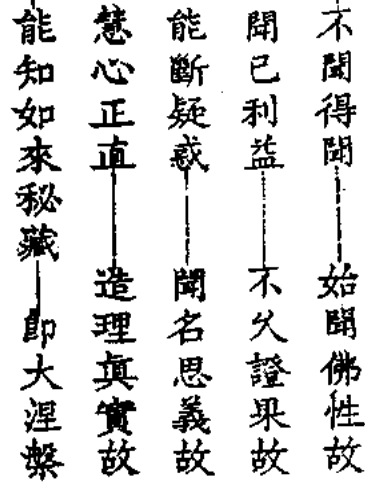 不聞得聞——始聞佛性故
聞已利益——不久證果故
能斷疑惑——聞名思義故
慧心正直——造理真實故
能知如來秘藏——即大涅槃